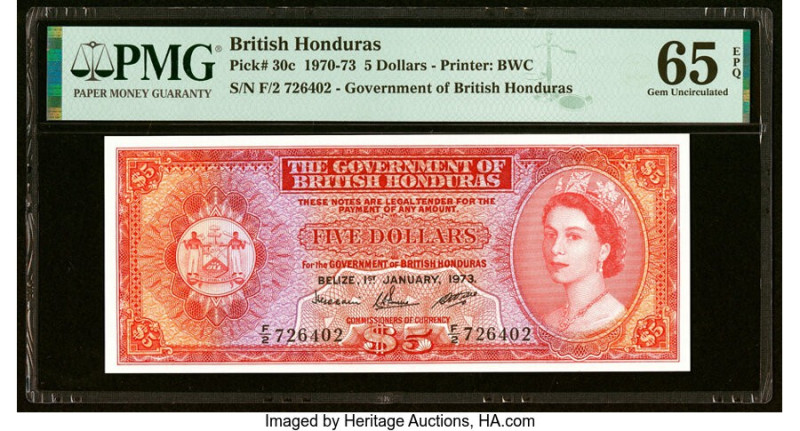 PMG®
PAPER MONEY GUARANTY
British Honduras
Pick# 30c 1970-73 5 Dollars - Printer: BWC
S/N F/2 726402 - Government of British Honduras
65
EPQ
Gem Uncirculated
$5
$5
THE GOVERNMENT OF
BRITISH HONDURAS
THESE NOTES ARE LEGAL TENDER FOR THE
PAYMENT OF ANY AMOUNT.
FIVE DOLLARS
For the GOVERNMENT OF BRITISH HONDURAS
BELIZE, 1ST JANUARY, 1973.
COMMISSIONERS OF CURRENCY
F/2 726402
F/2 726402
$5
$5
$5
Imaged by Heritage Auctions, HA.com